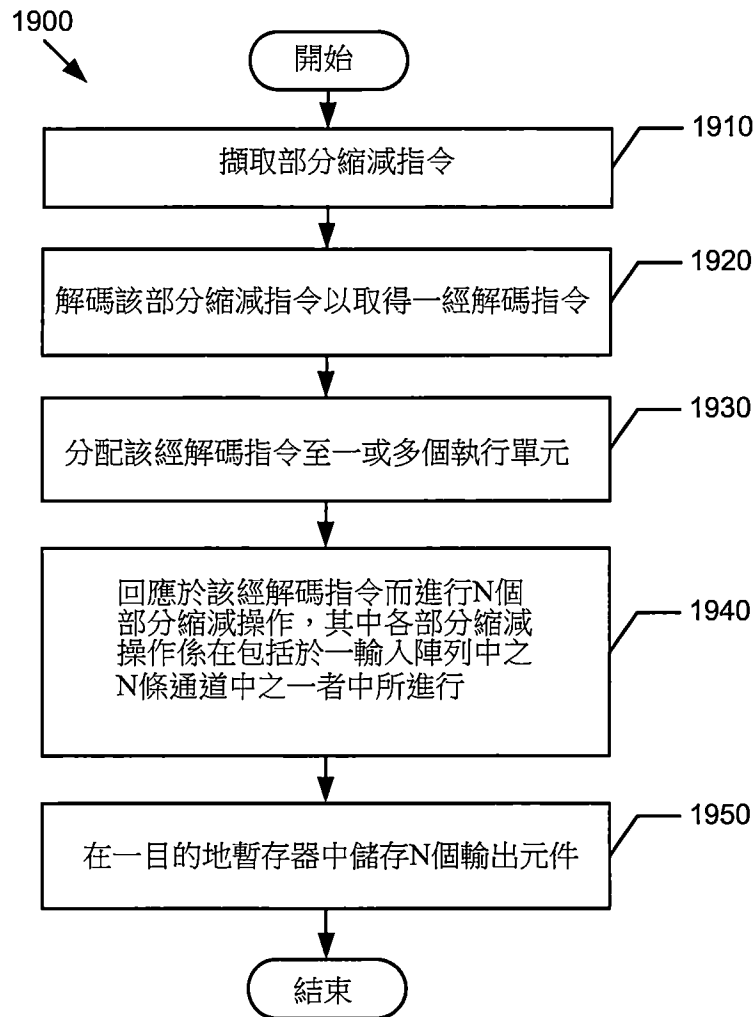 1900
開始
擷取部分縮減指令
1910
解碼該部分縮減指令以取得一經解碼指令
1920
分配該經解碼指令至一或多個執行單元
1930
回應於該經解碼指令而進行N個
部分縮減操作，其中各部分縮減
操作係在包括於一輸入陣列中之
N條通道中之一者中所進行
1940
在一目的地暫存器中儲存N個輸出元件
1950
結束